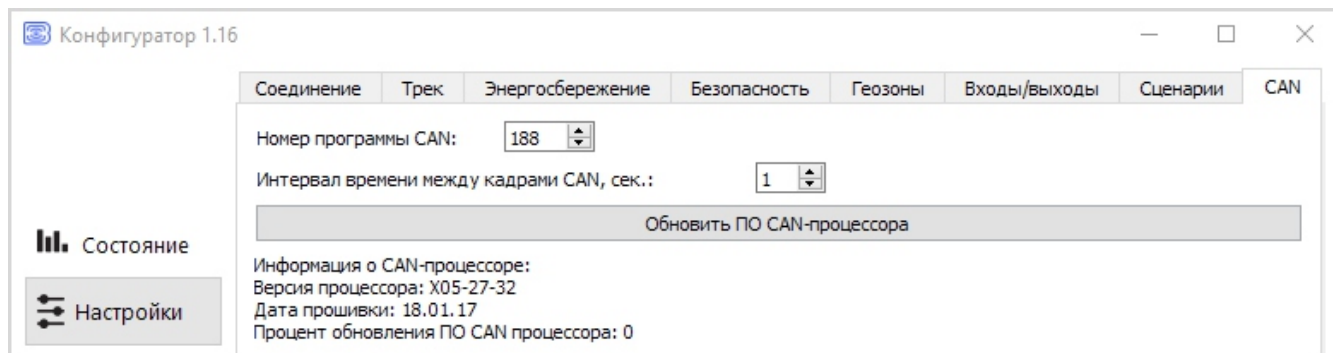 Конфигуратор 1.16
Соединение Трек Энергосбережение Безопасность Геозоны Входы/выходы Сценарии CAN
Номер программы CAN: 188
Интервал времени между кадрами CAN, сек.: 1
Обновить ПО CAN-процессора
Состояние
Информация о CAN-процессоре:
Версия процессора: X05-27-32
Дата прошивки: 18.01.17
Процент обновления ПО CAN процессора: 0
Настройки